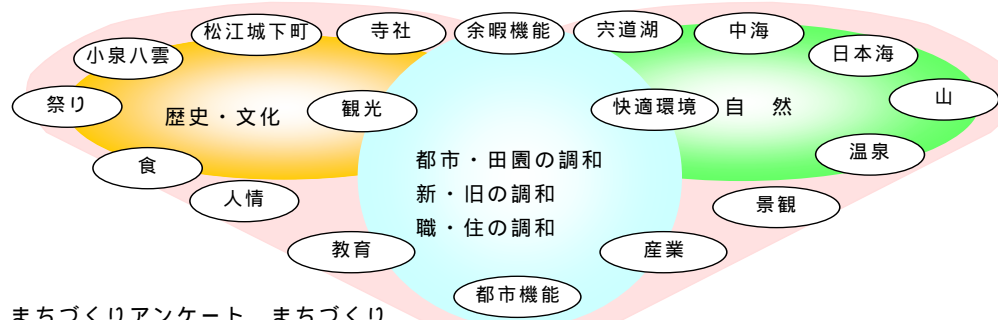 松江城下町
寺社
余暇機能
宍道湖
中海
小泉八雲
日本海
祭り
歴史・文化
観光
快適環境
自　然
山
食
都市・田園の調和
新・旧の調和
職・住の調和
温泉
人情
景観
教育
産業
都市機能
まちづくりアンケート　まちづくり